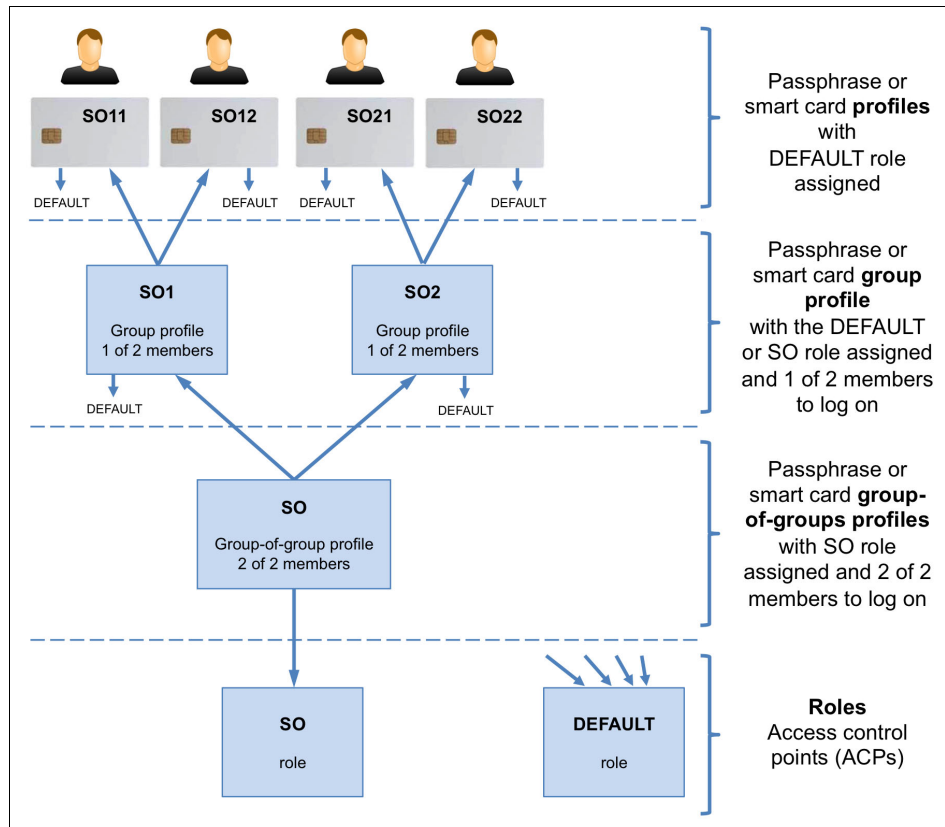 SO11
SO12
SO21
SO22
DEFAULT
DEFAULT
DEFAULT
DEFAULT
Passphrase or
smart card profiles
with
DEFAULT role
assigned
SO1
Group profile
1 of 2 members
SO2
Group profile
1 of 2 members
DEFAULT
DEFAULT
Passphrase or
smart card group
profile
with the DEFAULT
or SO role assigned
and 1 of 2 members
to log on
SO
Group-of-group profile
2 of 2 members
Passphrase or
smart card group-
of-groups profiles
with SO role
assigned and 2 of 2
members to log on
SO
role
DEFAULT
role
Roles
Access control
points (ACPs)